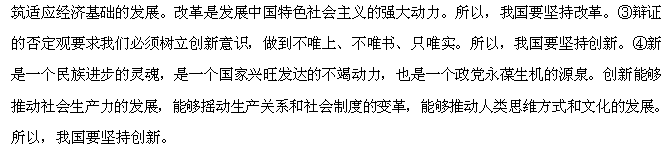 筑适应经济基础的发展。改革是发展中国特色社会主义的强大动力。所以，我国要坚持改革。③辩证
的否定观要求我们必须树立创新意识，做到不唯上、不唯书、只唯实。所以，我国要坚持创新。④新
是一个民族进步的灵魂，是一个国家兴旺发达的不竭动力，也是一个政党永葆生机的源泉。创新能够
推动社会生产力的发展，能够摇动生产关系和社会制度的变革，能够推动人类思维方式和文化的发展。
所以，我国要坚持创新。